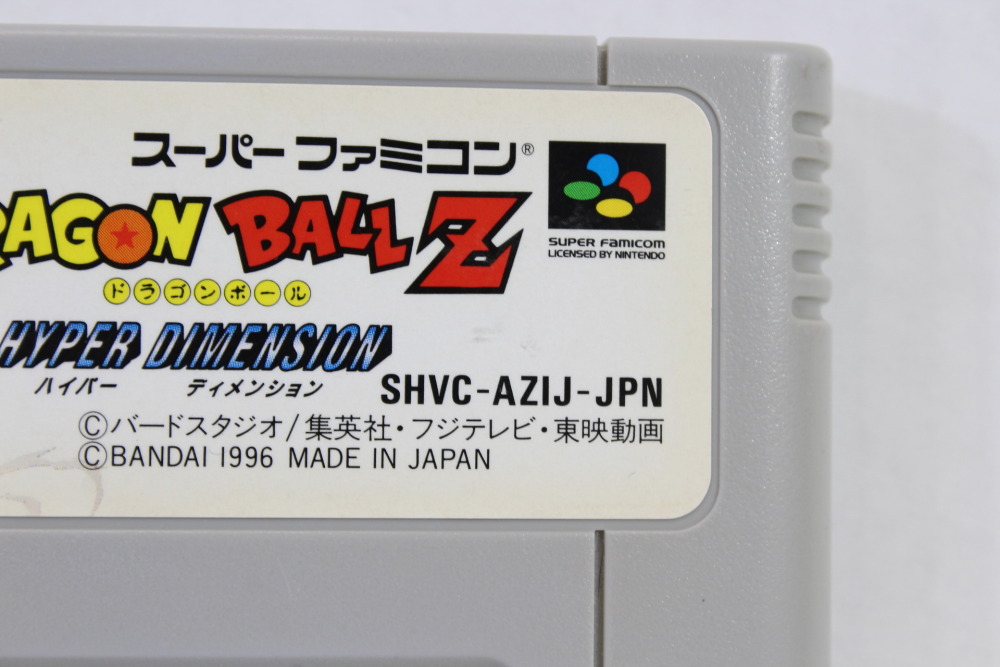 スーパーファミコン®
RAGON BALL Z
ドラゴンボール
SUPER FAMICOM
LICENSED BY NINTENDO
HYPER DIMENSION
ハイパー ディメンション
SHVC-AZIJ-JPN
©バードスタジオ/集英社・フジテレビ・東映動画
©BANDAI 1996 MADE IN JAPAN